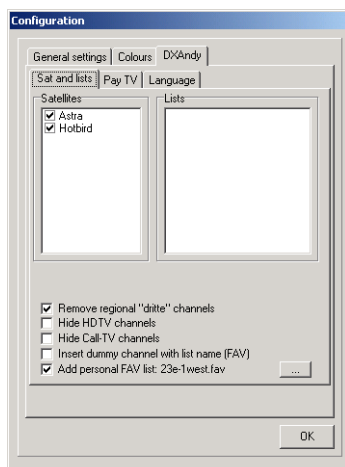 Configuration
General settings Colours DXAndy
Sat and lists Pay TV Language
Satellites Lists
Astra
Hotbird
Remove regional "dritte" channels
Hide HDTV channels
Hide Call-TV channels
Insert dummy channel with list name (FAV)
Add personal FAV list: 23e-1west.fav ...
OK